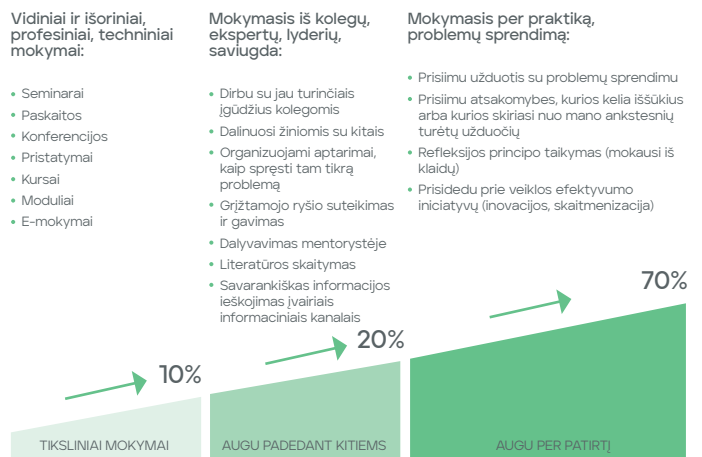 Vidiniai ir išoriniai,
profesiniai, techniniai
mokymai:
• Seminarai
• Paskaitos
• Konferencijos
• Pristatymai
• Kursai
• Moduliai
• E-mokymai
10%
TIKSLINIAI MOKYMAI
Mokymasis iš kolegų,
ekspertų, lyderių,
saviugda:
• Dirbu su jau turinčiais
įgūdžius kolegomis
• Dalinuosi žiniomis su kitais
• Organizuojami aptarimai,
kaip spręsti tam tikrą
problemą
• Grįžtamojo ryšio suteikimas
ir gavimas
• Dalyvavimas mentorystėje
• Literatūros skaitymas
• Savarankiškas informacijos
ieškojimas įvairiais
informaciniais kanalais
20%
AUGU PADEDANT KITIEMS
Mokymasis per praktiką,
problemų sprendimą:
• Prisiimu užduotis su problemų sprendimu
• Prisiimu atsakomybes, kurios kelia iššūkius
arba kurios skiriasi nuo mano ankstesnių
turėtų užduočių
• Refleksijos principo taikymas (mokausi iš
klaidų)
• Prisidedu prie veiklos efektyvumo
iniciatyvų (inovacijos, skaitmenizacija)
70%
AUGU PER PATIRTĮ